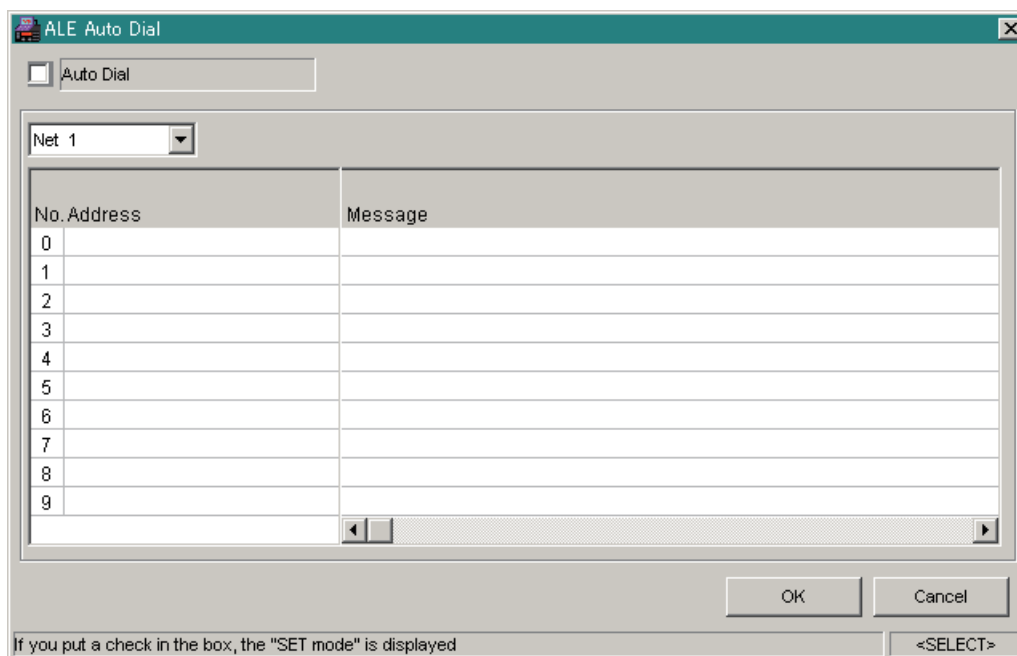 ALE Auto Dial
Auto Dial
Net 1
No. Address Message
0
1
2
3
4
5
6
7
8
9
OK Cancel
If you put a check in the box, the "SET mode" is displayed <SELECT>